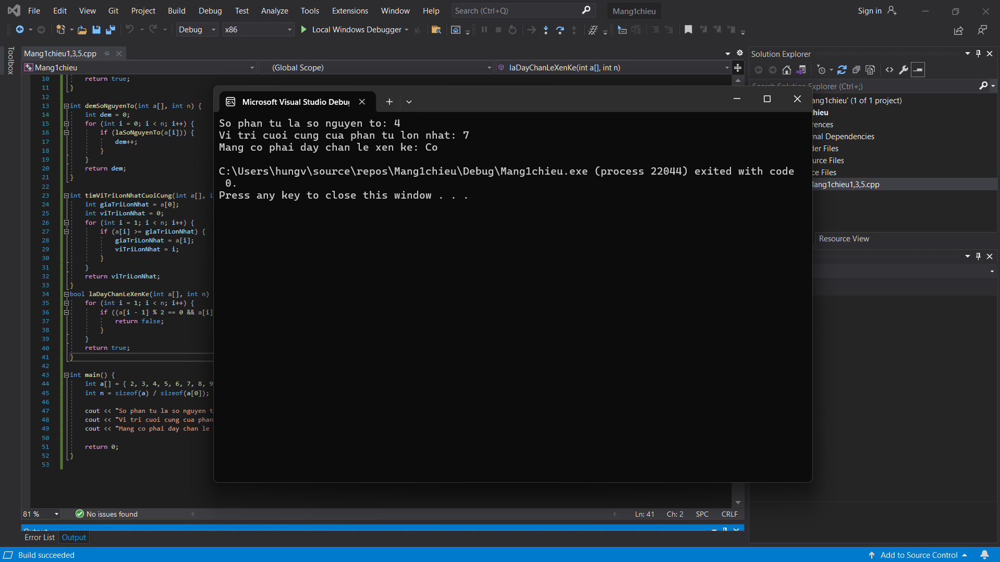 File Edit View Git Project Build Debug Test Analyze Tools Extensions Window Help Search (Ctrl+Q) Mang1chieu Sign in
Debug x86 Local Windows Debugger
Toolbox
Mang1chieu1,3,5.cpp
Mang1chieu (Global Scope) laDayChanLeXenKe(int a[], int n)
10 return true;
11 }
12
13 int demSoNguyenTo(int a[], int n) {
14 int dem = 0;
15 for (int i = 0; i < n; i++) {
16 if (laSoNguyenTo(a[i])) {
17 dem++;
18 }
19 }
20 return dem;
21 }
22
23 int timViTriLonNhatCuoiCung(int a[], i
24 int giaTriLonNhat = a[0];
25 int viTriLonNhat = 0;
26 for (int i = 1; i < n; i++) {
27 if (a[i] >= giaTriLonNhat) {
28 giaTriLonNhat = a[i];
29 viTriLonNhat = i;
30 }
31 }
32 return viTriLonNhat;
33 }
34 bool laDayChanLeXenKe(int a[], int n)
35 for (int i = 1; i < n; i++) {
36 if ((a[i - 1] % 2 == 0 && a[i]
37 return false;
38 }
39 }
40 return true;
41 }
42
43 int main() {
44 int a[] = { 2, 3, 4, 5, 6, 7, 8, 9
45 int n = sizeof(a) / sizeof(a[0]);
46
47 cout << "So phan tu la so nguyen t
48 cout << "Vi tri cuoi cung cua phan
49 cout << "Mang co phai day chan le
50
51 return 0;
52 }
53
Microsoft Visual Studio Debug
So phan tu la so nguyen to: 4
Vi tri cuoi cung cua phan tu lon nhat: 7
Mang co phai day chan le xen ke: Co
C:\Users\hungv\source\repos\Mang1chieu\Debug\Mang1chieu.exe (process 22044) exited with code
0.
Press any key to close this window . . .
Solution Explorer
Search Solution Explorer (Ctrl+;)
ang1chieu' (1 of 1 project)
hieu
rences
nal Dependencies
der Files
urce Files
ce Files
lang1chieu1,3,5.cpp
Resource View
81 % No issues found Ln: 41 Ch: 2 SPC CRLF
Output
Error List Output
Build succeeded Add to Source Control